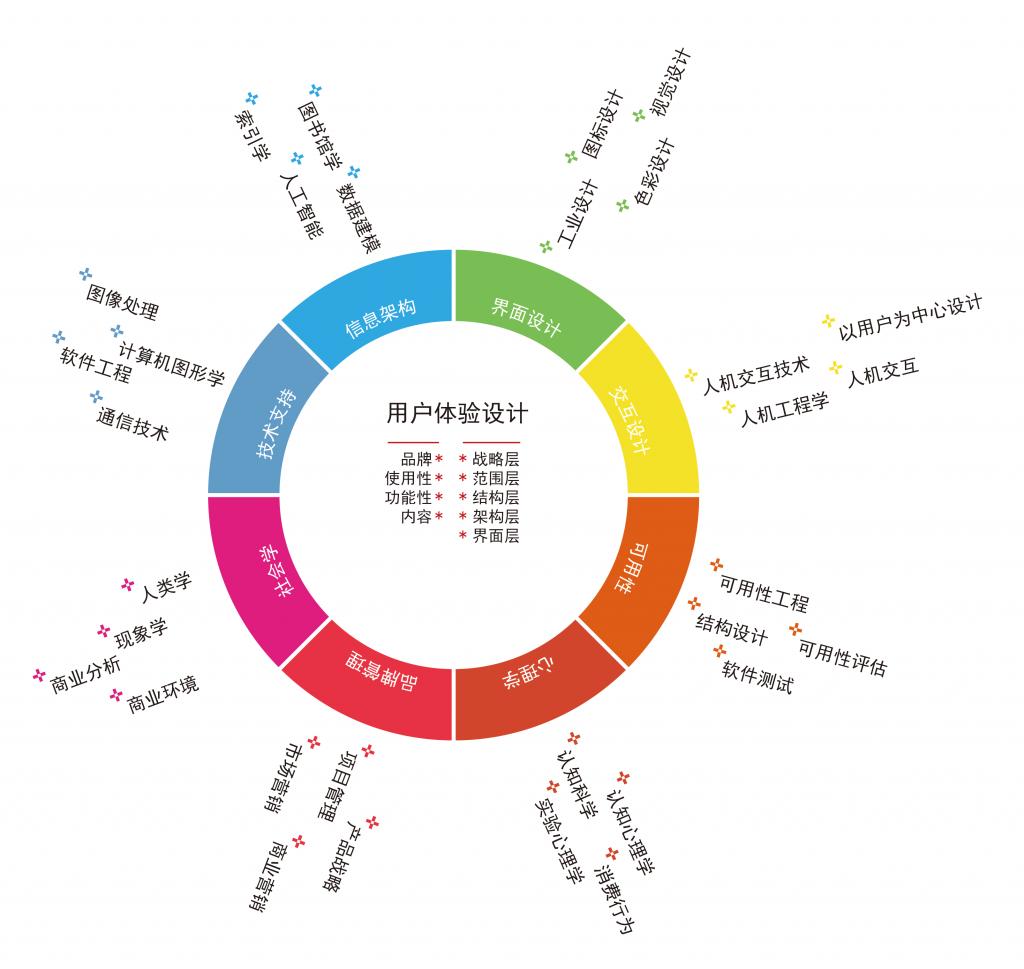 用户体验设计
品牌*
使用性*
功能性*
内容*
* 战略层
* 范围层
* 结构层
* 架构层
* 界面层
界面设计
视觉设计
图标设计
色彩设计
工业设计
交互设计
以用户为中心设计
人机交互技术
人机交互
人机工程学
可用性
可用性工程
结构设计
可用性评估
软件测试
心理学
认知科学
认知心理学
实验心理学
消费行为
品牌管理
市场营销
项目管理
产品战略
商业营销
社会学
人类学
现象学
商业分析
商业环境
技术支持
图像处理
计算机图形学
软件工程
通信技术
信息架构
索引学
图书馆学
人工智能
数据建模